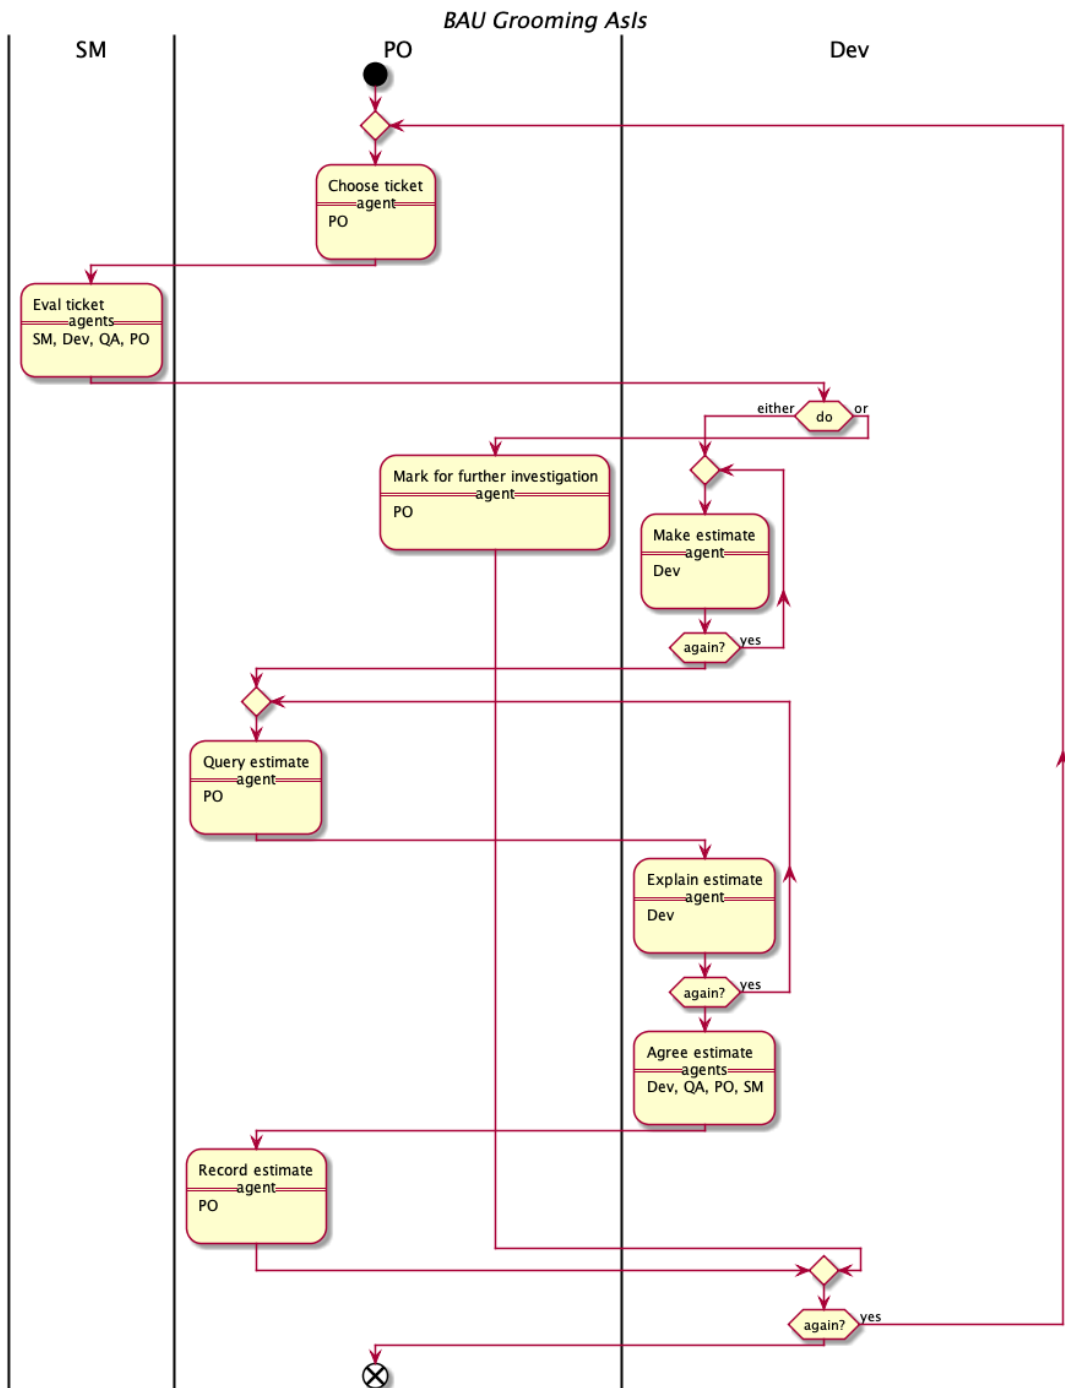 BAU Grooming AsIs
SM
PO
Dev
Choose ticket
agent
PO
Eval ticket
agents
SM, Dev, QA, PO
either
do
or
Mark for further investigation
agent
PO
Make estimate
agent
Dev
again?
yes
Query estimate
agent
PO
Explain estimate
agent
Dev
again?
yes
Agree estimate
agents
Dev, QA, PO, SM
Record estimate
agent
PO
again?
yes